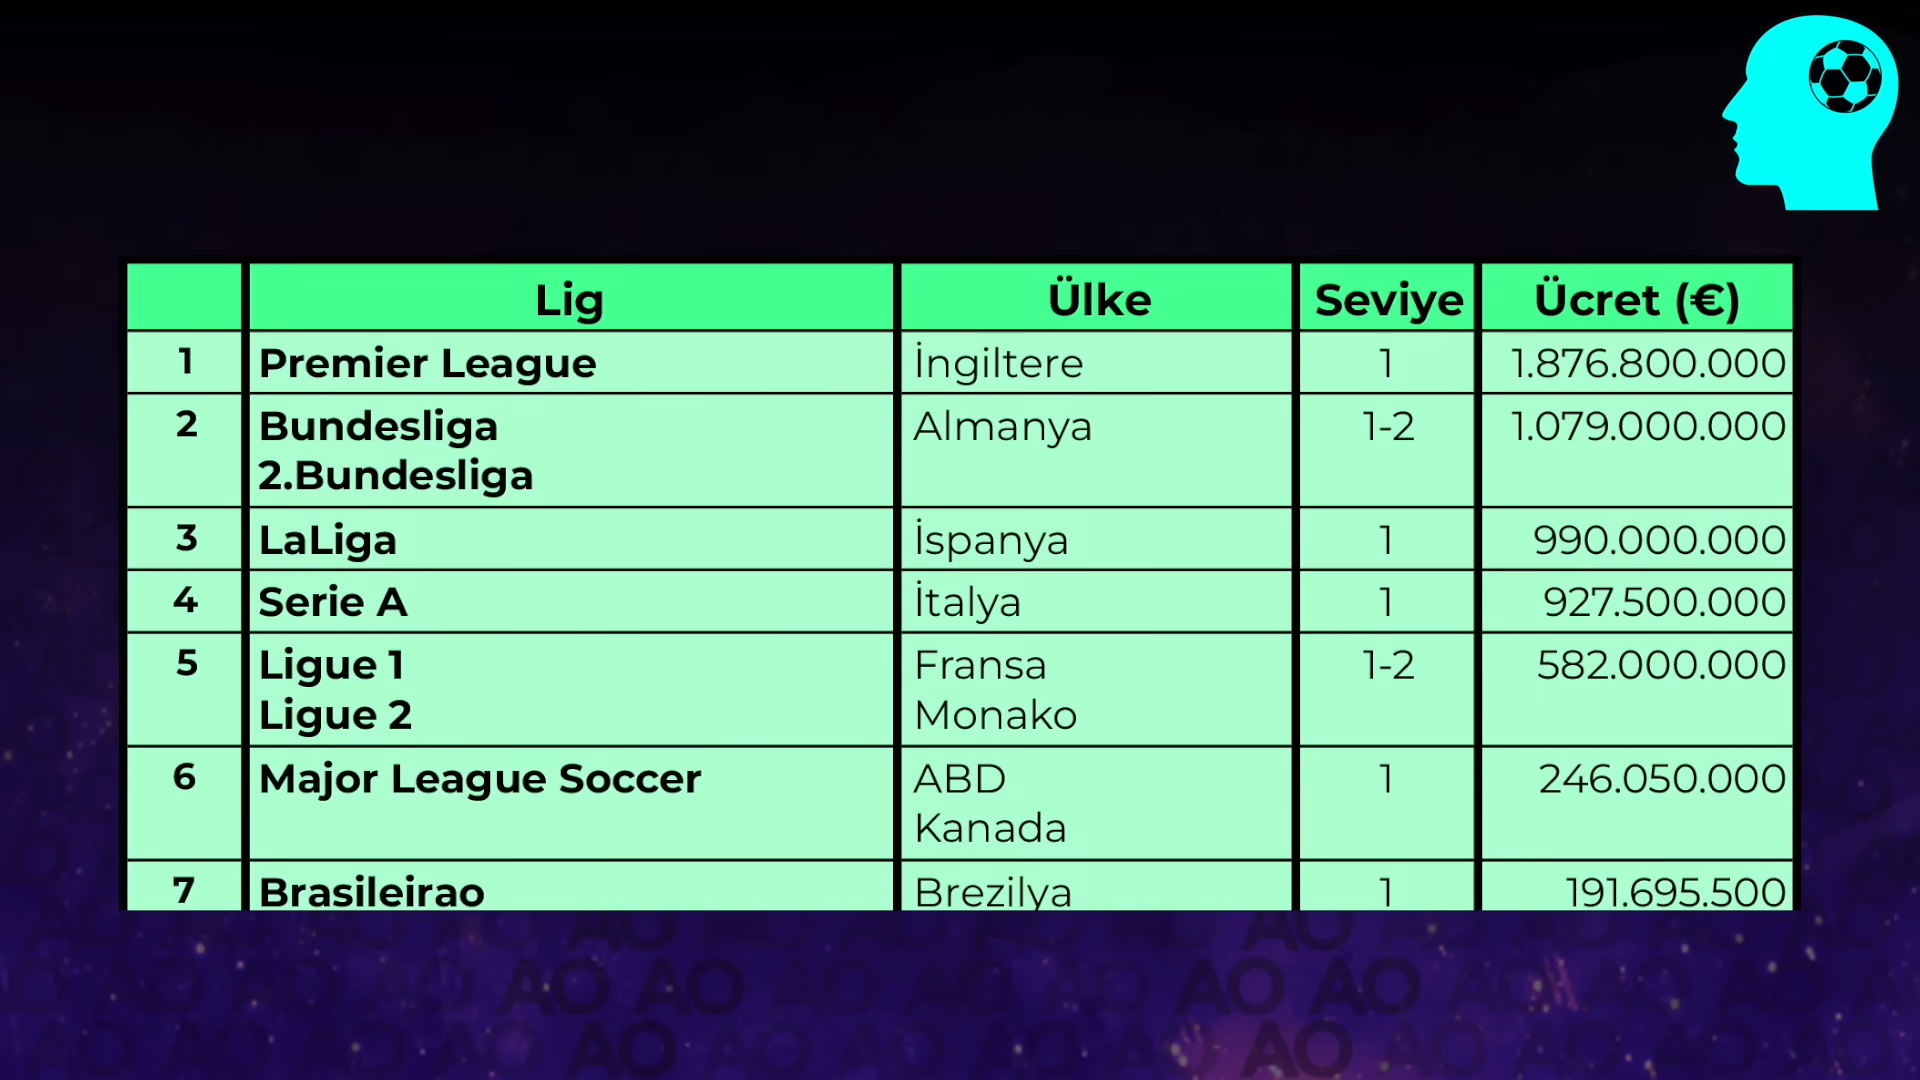 Lig Ülke Seviye Ücret (€)
1 Premier League İngiltere 1 1.876.800.000
2 Bundesliga Almanya 1-2 1.079.000.000
2.Bundesliga
3 LaLiga İspanya 1 990.000.000
4 Serie A İtalya 1 927.500.000
5 Ligue 1 Fransa 1-2 582.000.000
Ligue 2 Monako
6 Major League Soccer ABD 1 246.050.000
Kanada
7 Brasileirao Brezilya 1 191.695.500